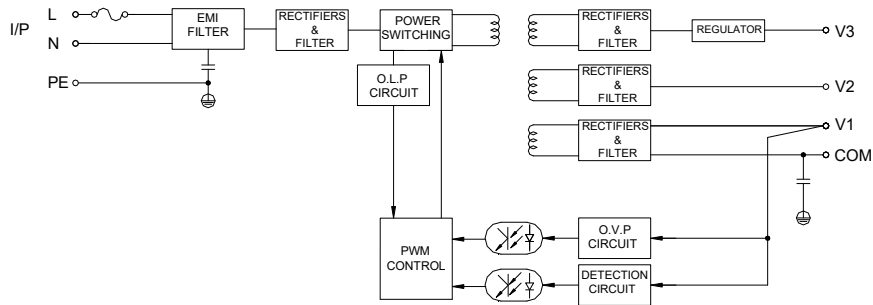 I/P
L
N
PE
EMI
FILTER
RECTIFIERS
&
FILTER
POWER
SWITCHING
O.L.P
CIRCUIT
RECTIFIERS
&
FILTER
REGULATOR
V3
RECTIFIERS
&
FILTER
V2
RECTIFIERS
&
FILTER
V1
COM
PWM
CONTROL
O.V.P
CIRCUIT
DETECTION
CIRCUIT